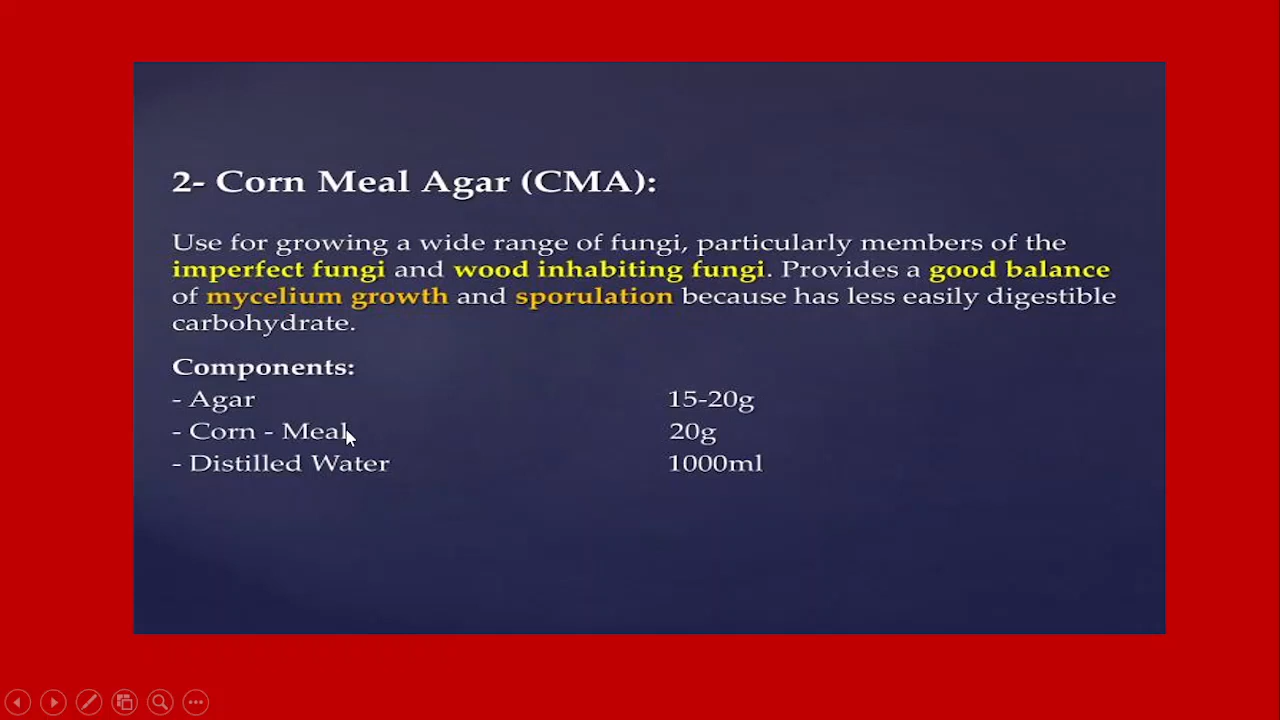 2- Corn Meal Agar (CMA):
Use for growing a wide range of fungi, particularly members of the
imperfect fungi and wood inhabiting fungi. Provides a good balance
of mycelium growth and sporulation because has less easily digestible
carbohydrate.
Components:
- Agar 15-20g
- Corn - Meal 20g
- Distilled Water 1000ml